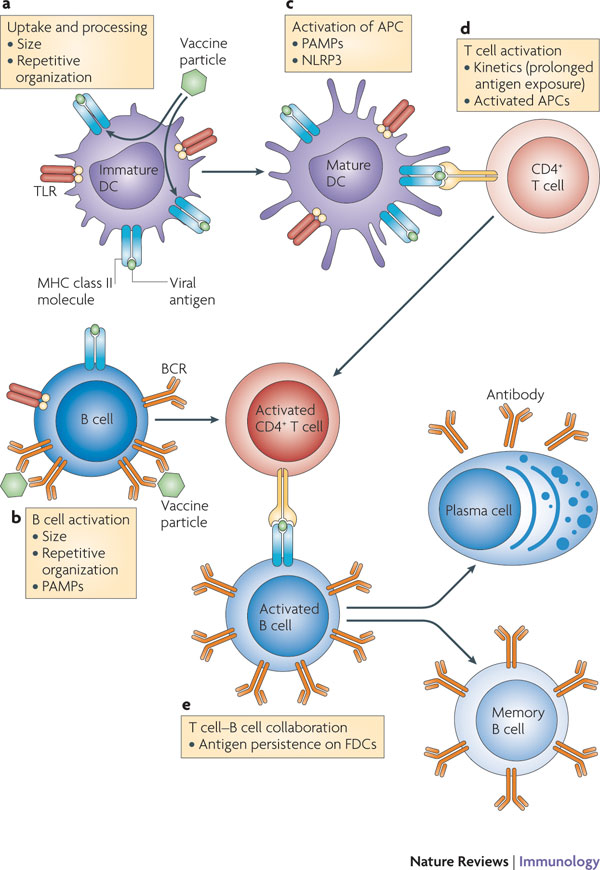 a
Uptake and processing
• Size
• Repetitive
organization
Vaccine
particle
TLR
Immature
DC
MHC class II
molecule
Viral
antigen
c
Activation of APC
• PAMPs
• NLRP3
Mature
DC
d
T cell activation
• Kinetics (prolonged
antigen exposure)
• Activated APCs
CD4⁺
T cell
BCR
B cell
Vaccine
particle
b
B cell activation
• Size
• Repetitive
organization
• PAMPs
Activated
CD4⁺ T cell
Activated
B cell
Antibody
Plasma cell
Memory
B cell
e
T cell–B cell collaboration
• Antigen persistence on FDCs
Nature Reviews | Immunology